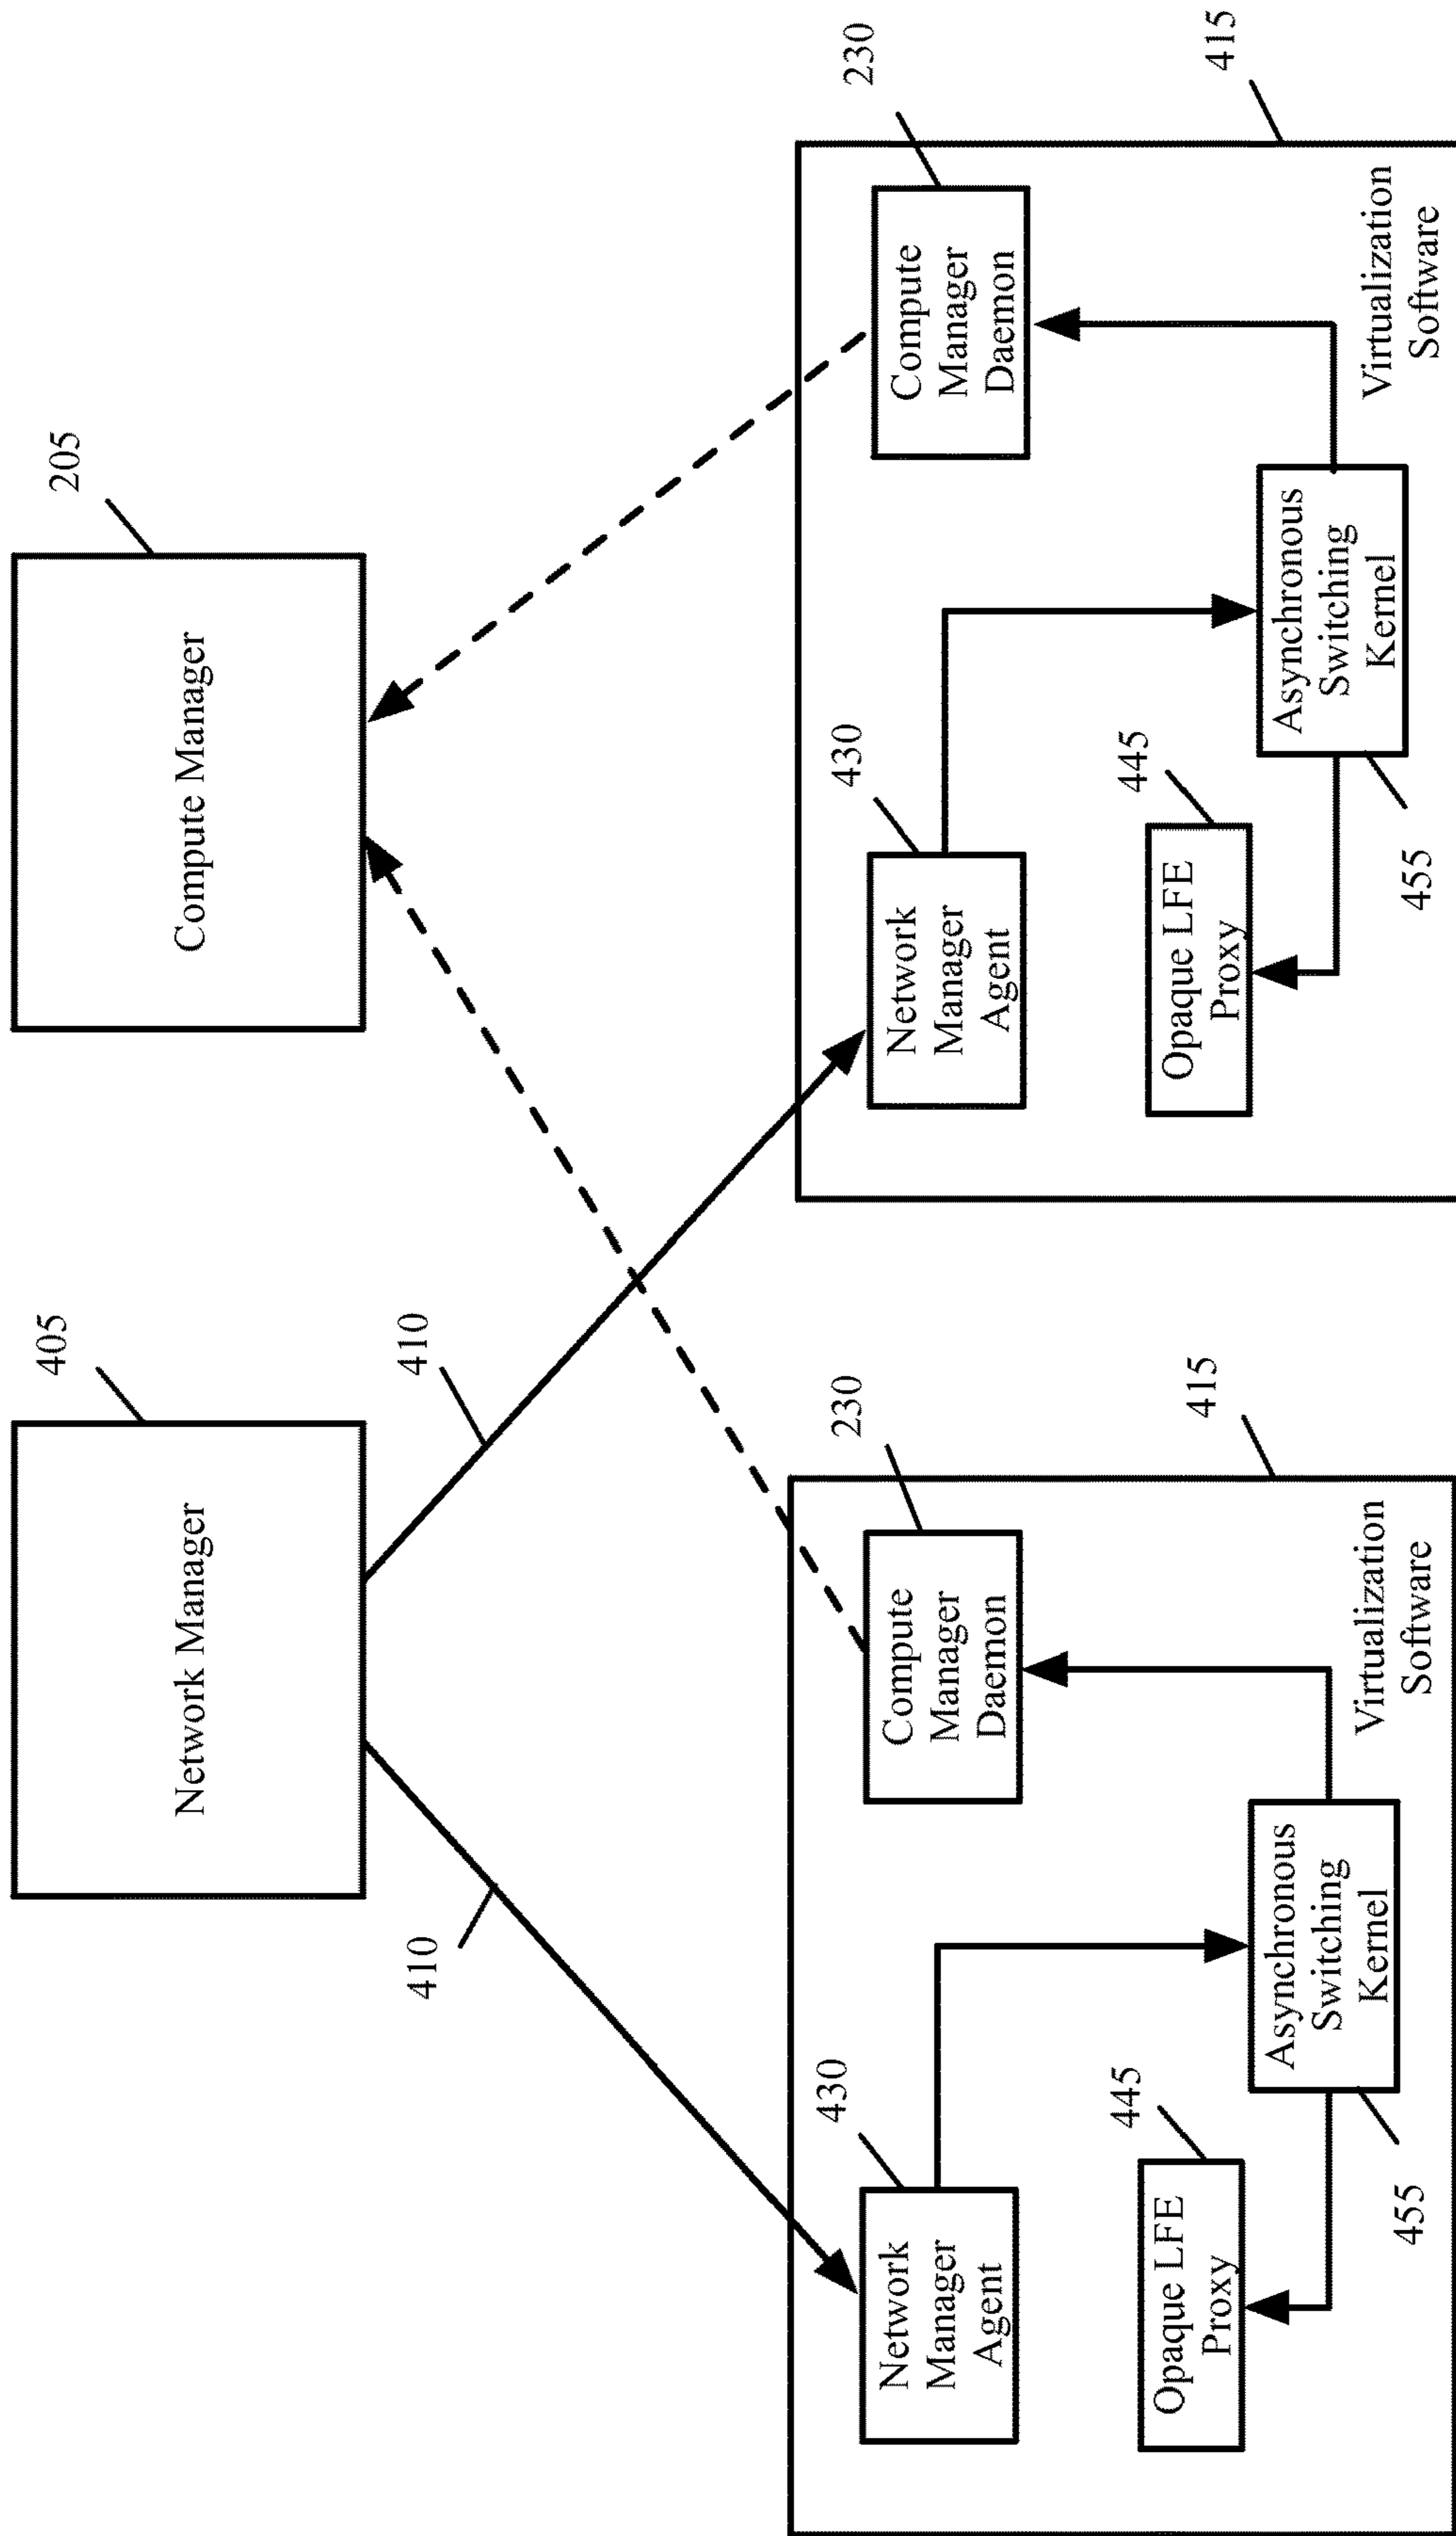 405
Network Manager
205
Compute Manager
410
410
415
430
Network
Manager
Agent
230
Compute
Manager
Daemon
445
Opaque LFE
Proxy
455
Asynchronous
Switching
Kernel
Virtualization
Software
415
430
Network
Manager
Agent
230
Compute
Manager
Daemon
445
Opaque LFE
Proxy
455
Asynchronous
Switching
Kernel
Virtualization
Software